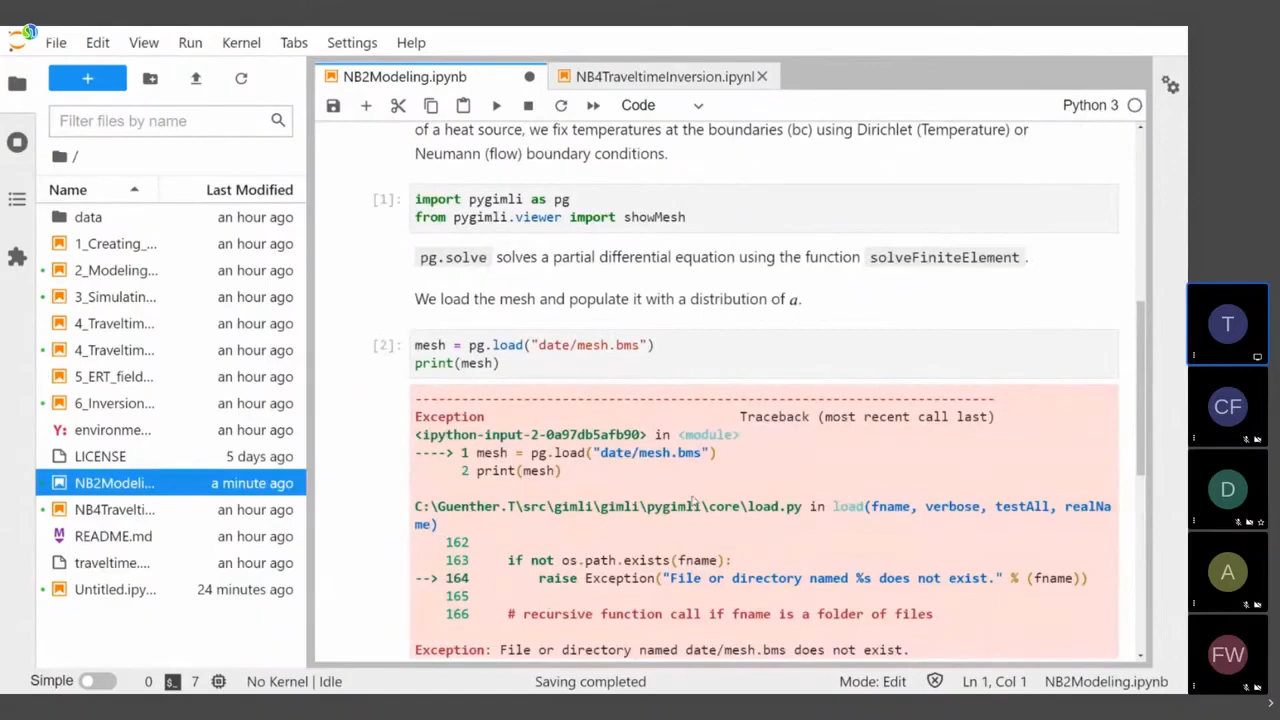 File Edit View Run Kernel Tabs Settings Help
NB2Modeling.ipynb
NB4TraveltimeInversion.ipynl
Filter files by name
Code
Python 3
/
Name Last Modified
data an hour ago
1_Creating_... an hour ago
2_Modeling... an hour ago
3_Simulatin... an hour ago
4_Traveltim... an hour ago
4_Traveltim... an hour ago
5_ERT_field... an hour ago
6_Inversion... an hour ago
Y: environme... an hour ago
LICENSE 5 days ago
NB2Modeli... a minute ago
NB4Travelti... an hour ago
README.md an hour ago
traveltime.... an hour ago
Untitled.ipy... 24 minutes ago
of a heat source, we fix temperatures at the boundaries (bc) using Dirichlet (Temperature) or
Neumann (flow) boundary conditions.
[1]: import pygimli as pg
from pygimli.viewer import showMesh
pg.solve solves a partial differential equation using the function solveFiniteElement .
We load the mesh and populate it with a distribution of a.
[2]: mesh = pg.load("date/mesh.bms")
print(mesh)
---------------------------------------------------------------------------
Exception Traceback (most recent call last)
<ipython-input-2-0a97db5afb90> in <module>
----> 1 mesh = pg.load("date/mesh.bms")
2 print(mesh)
C:\Guenther.T\src\gimli\gimli\pygimli\core\load.py in load(fname, verbose, testAll, realNa
me)
162
163 if not os.path.exists(fname):
--> 164 raise Exception("File or directory named %s does not exist." % (fname))
165
166 # recursive function call if fname is a folder of files
Exception: File or directory named date/mesh.bms does not exist.
Simple 0 7 No Kernel | Idle Saving completed Mode: Edit Ln 1, Col 1 NB2Modeling.ipynb
T
CF
D
A
FW